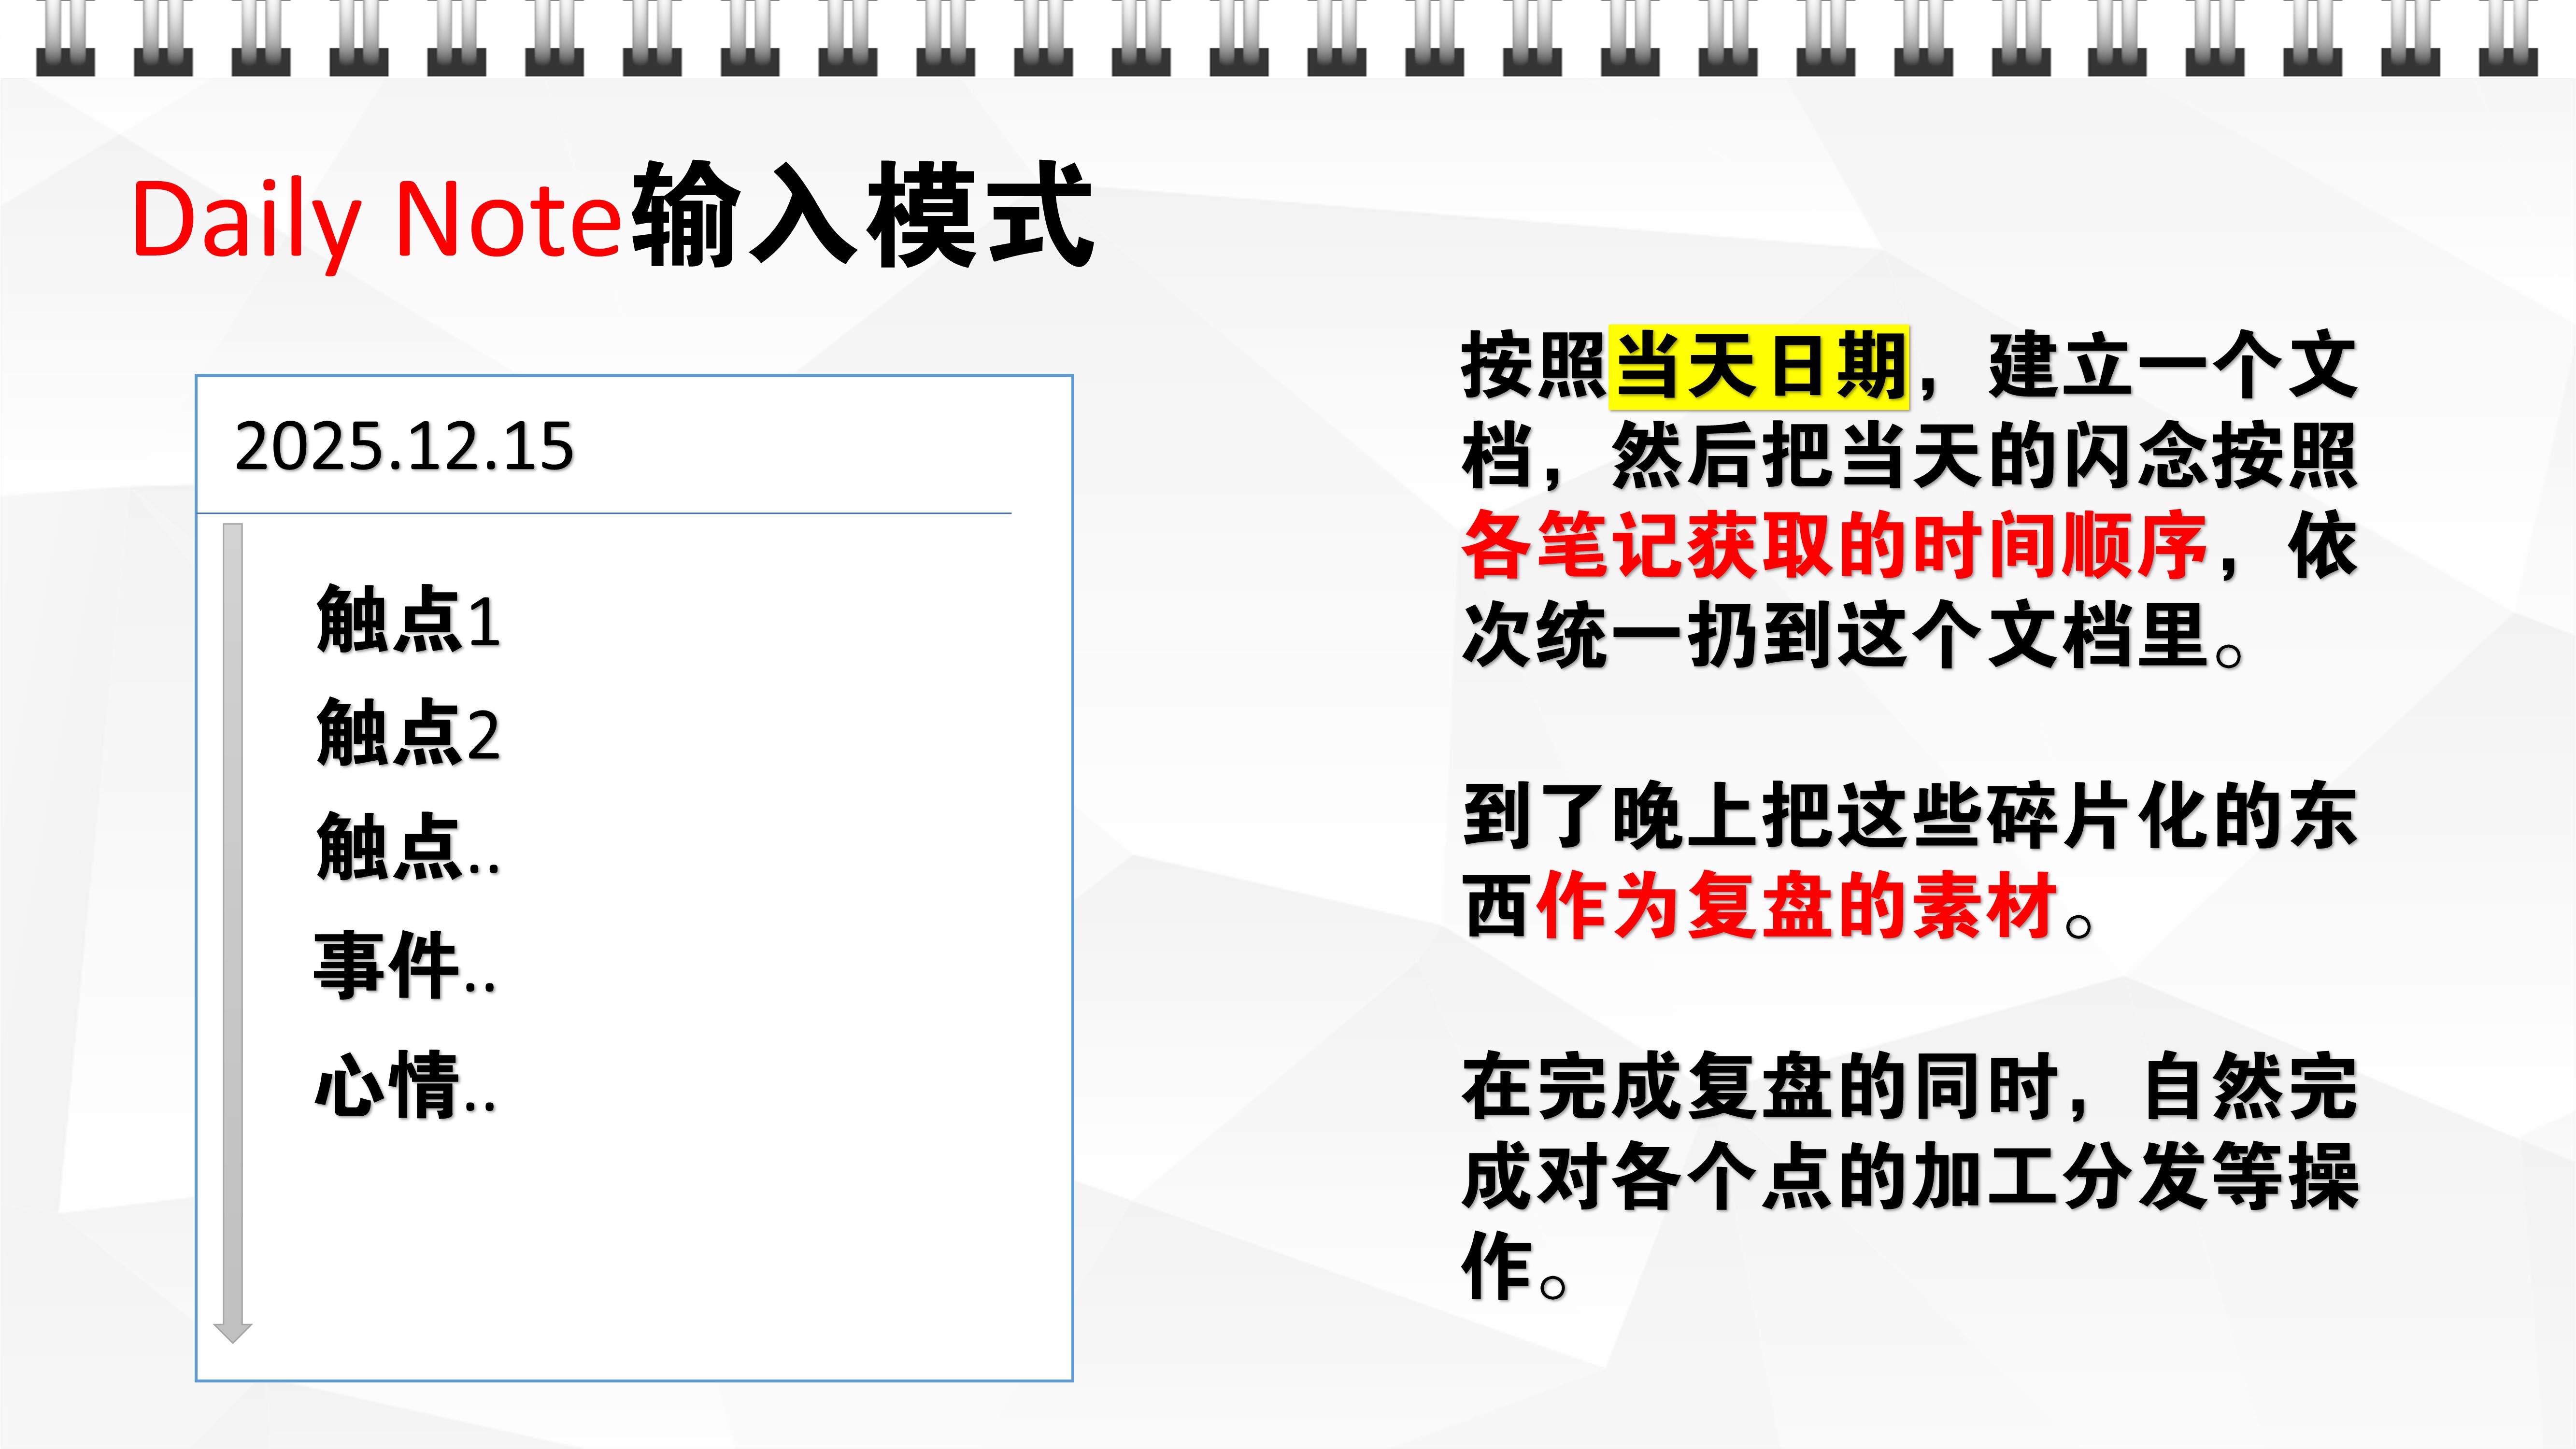 Daily Note输入模式
2025.12.15
触点1
触点2
触点..
事件..
心情..
按照当天日期，建立一个文
档，然后把当天的闪念按照
各笔记获取的时间顺序，依
次统一扔到这个文档里。
到了晚上把这些碎片化的东
西作为复盘的素材。
在完成复盘的同时，自然完
成对各个点的加工分发等操
作。